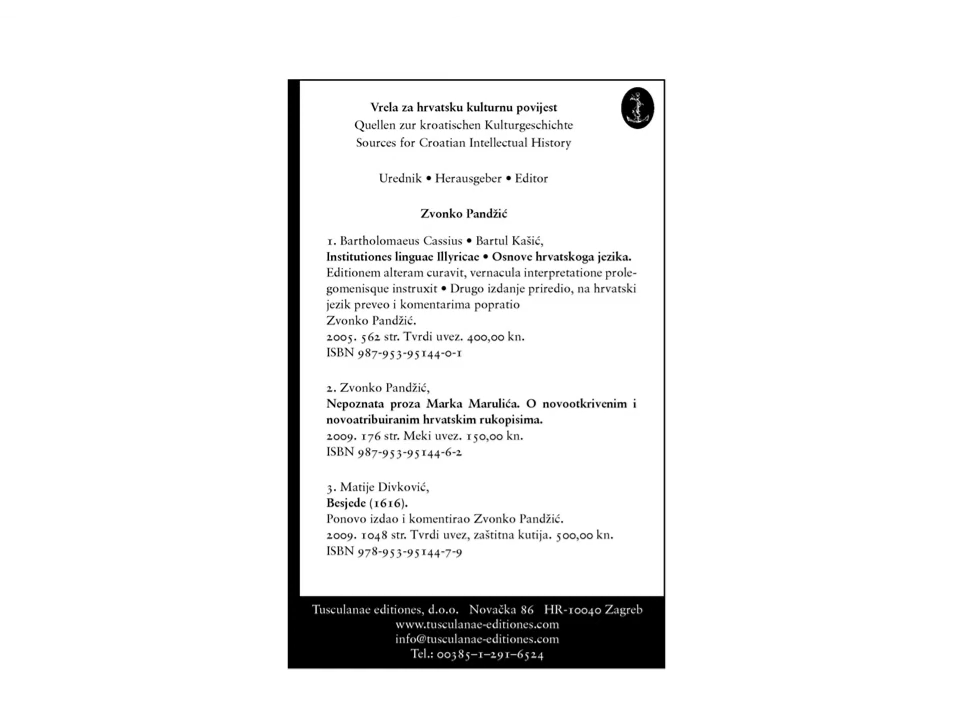 Vrela za hrvatsku kulturnu povijest
Quellen zur kroatischen Kulturgeschichte
Sources for Croatian Intellectual History
Urednik • Herausgeber • Editor
Zvonko Pandžić
1. Bartholomaeus Cassius • Bartul Kašić,
Institutiones linguae Illyricae • Osnove hrvatskoga jezika.
Editionem alteram curavit, vernacula interpretatione prole-
gomenisque instruxit • Drugo izdanje priredio, na hrvatski
jezik preveo i komentarima popratio
Zvonko Pandžić.
2005. 562 str. Tvrdi uvez. 400,00 kn.
ISBN 987-953-95144-0-1
2. Zvonko Pandžić,
Nepoznata proza Marka Marulića. O novootkrivenim i
novoatribuiranim hrvatskim rukopisima.
2009. 176 str. Meki uvez. 150,00 kn.
ISBN 987-953-95144-6-2
3. Matije Divković,
Besjede (1616).
Ponovo izdao i komentirao Zvonko Pandžić.
2009. 1048 str. Tvrdi uvez, zaštitna kutija. 500,00 kn.
ISBN 978-953-95144-7-9
Tusculanae editiones, d.o.o. Novačka 86 HR-10040 Zagreb
www.tusculanae-editiones.com
info@tusculanae-editiones.com
Tel.: 00385–1–291–6524